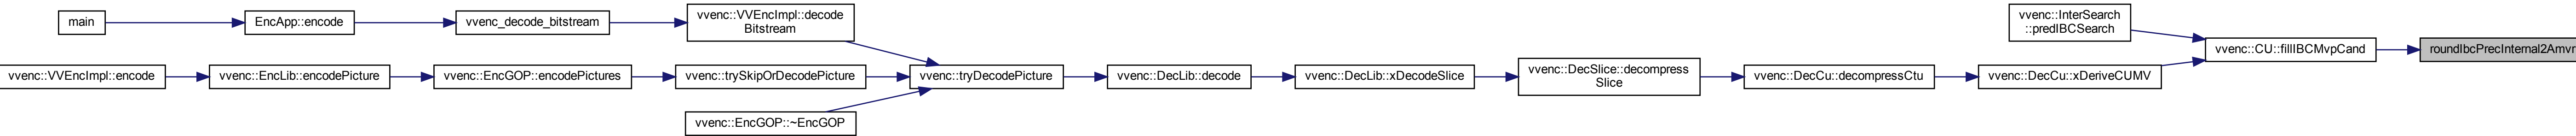 main
EncApp::encode
vvenc_decode_bitstream
vvenc::VVEncImpl::decode
Bitstream
vvenc::InterSearch
::predIBCSearch
vvenc::CU::fillIBCMvpCand
roundIbcPrecInternal2Amvr
vvenc::VVEncImpl::encode
vvenc::EncLib::encodePicture
vvenc::EncGOP::encodePictures
vvenc::trySkipOrDecodePicture
vvenc::tryDecodePicture
vvenc::DecLib::decode
vvenc::DecLib::xDecodeSlice
vvenc::DecSlice::decompress
Slice
vvenc::DecCu::decompressCtu
vvenc::DecCu::xDeriveCUMV
vvenc::EncGOP::~EncGOP